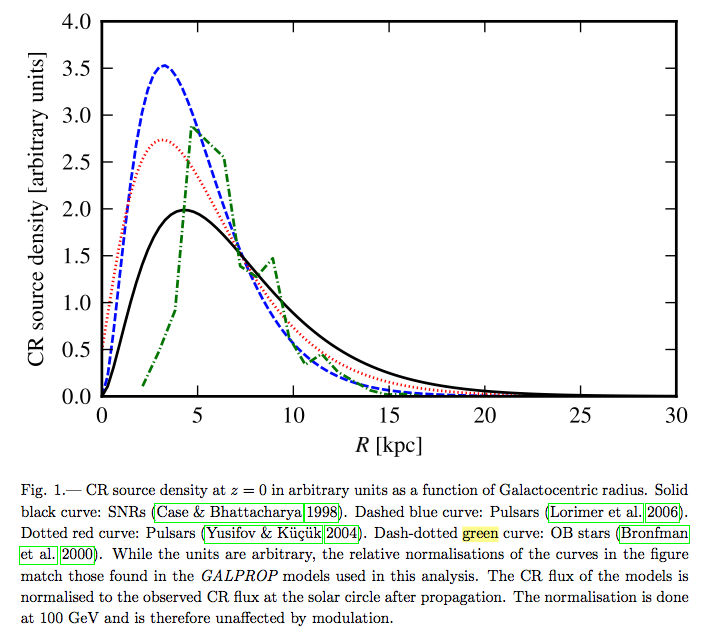 4.0
3.5
3.0
2.5
2.0
1.5
1.0
0.5
0.0
CR source density [arbitrary units]
0 5 10 15 20 25 30
R [kpc]
Fig. 1.— CR source density at z = 0 in arbitrary units as a function of Galactocentric radius. Solid
black curve: SNRs (Case & Bhattacharya 1998). Dashed blue curve: Pulsars (Lorimer et al. 2006).
Dotted red curve: Pulsars (Yusifov & Küçük 2004). Dash-dotted green curve: OB stars (Bronfman
et al. 2000). While the units are arbitrary, the relative normalisations of the curves in the figure
match those found in the GALPROP models used in this analysis. The CR flux of the models is
normalised to the observed CR flux at the solar circle after propagation. The normalisation is done
at 100 GeV and is therefore unaffected by modulation.